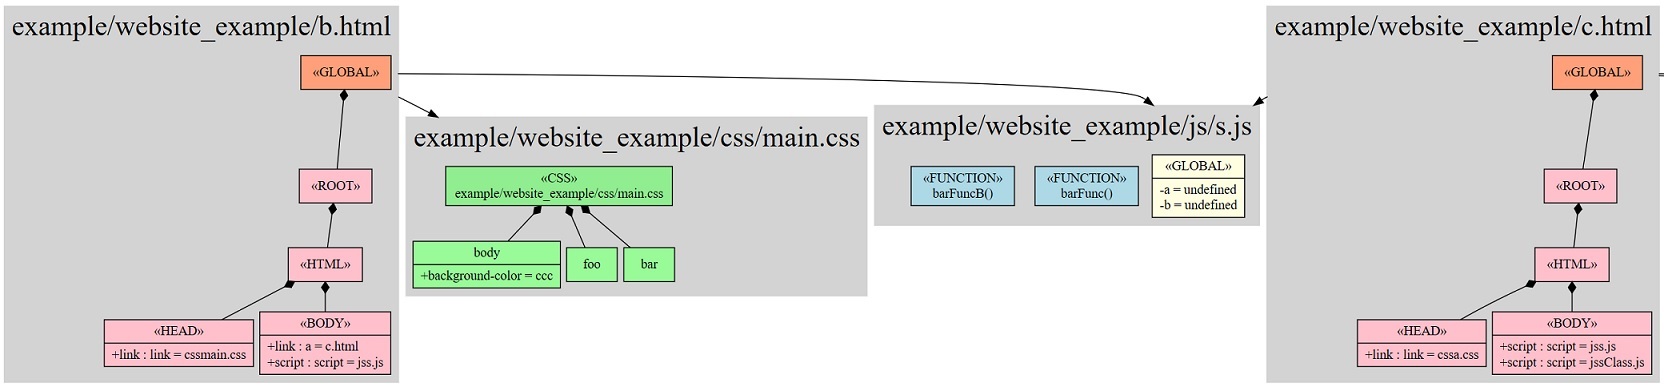 example/website_example/b.html
«GLOBAL»
«ROOT»
«HTML»
«HEAD»
+link : link = cssmain.css
«BODY»
+link : a = c.html
+script : script = jss.js
example/website_example/css/main.css
«CSS»
example/website_example/css/main.css
body
+background-color = ccc
foo
bar
example/website_example/js/s.js
«FUNCTION»
barFuncB()
«FUNCTION»
barFunc()
«GLOBAL»
-a = undefined
-b = undefined
example/website_example/c.html
«GLOBAL»
«ROOT»
«HTML»
«HEAD»
+link : link = cssa.css
«BODY»
+script : script = jss.js
+script : script = jssClass.js